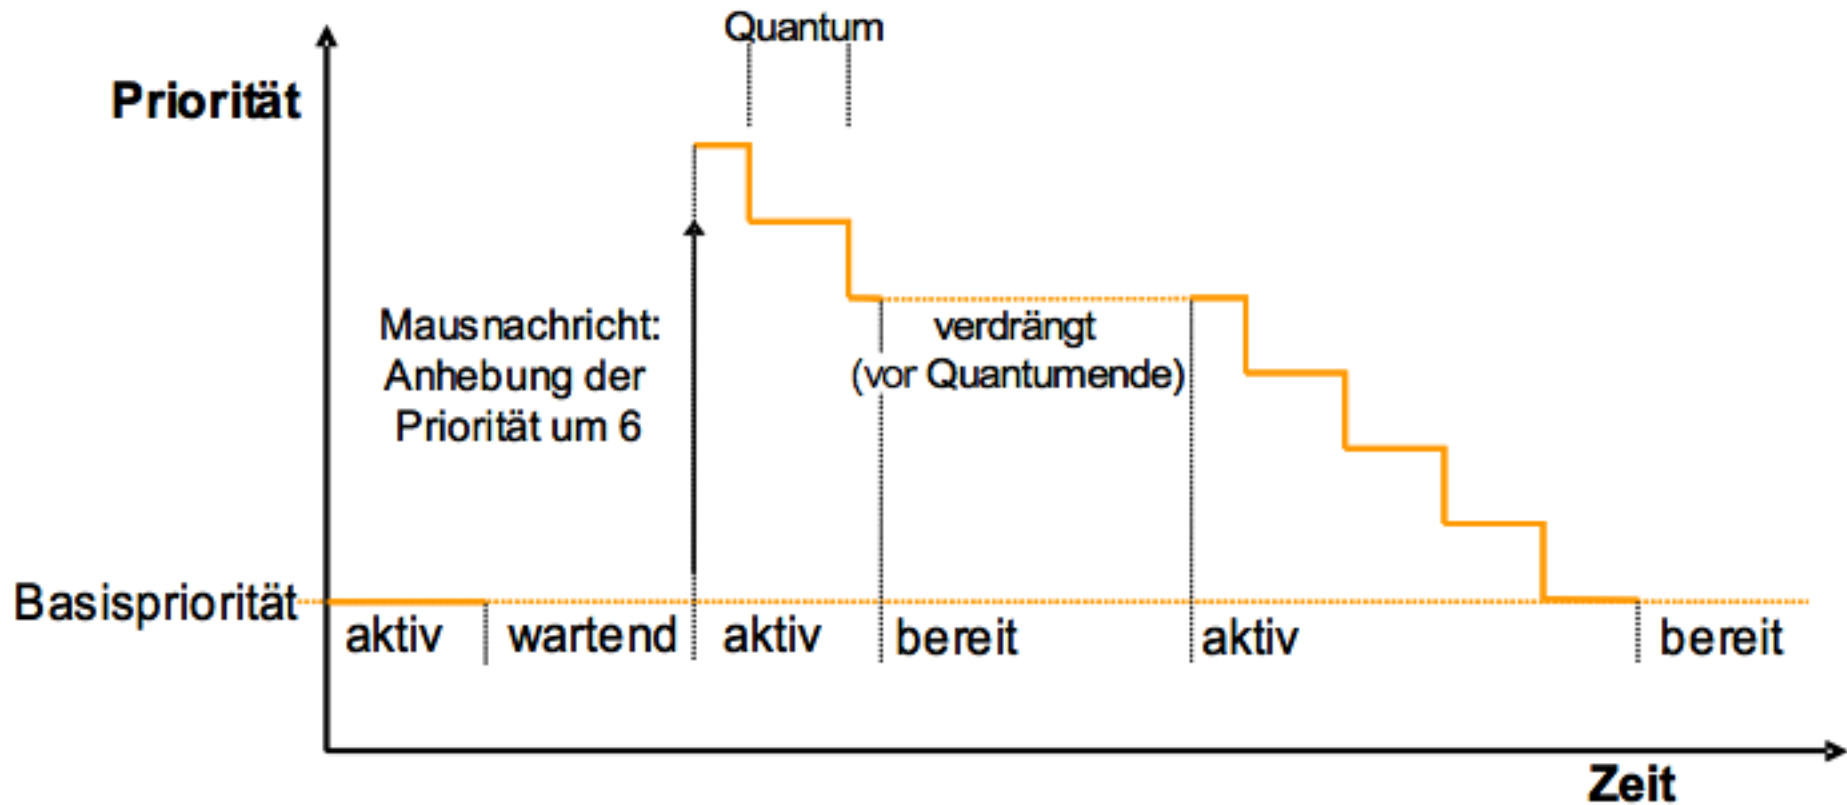 Quantum
Priorität
Mausnachricht:
Anhebung der
Priorität um 6
verdrängt
(vor Quantumende)
Basispriorität
aktiv
wartend
aktiv
bereit
aktiv
bereit
Zeit